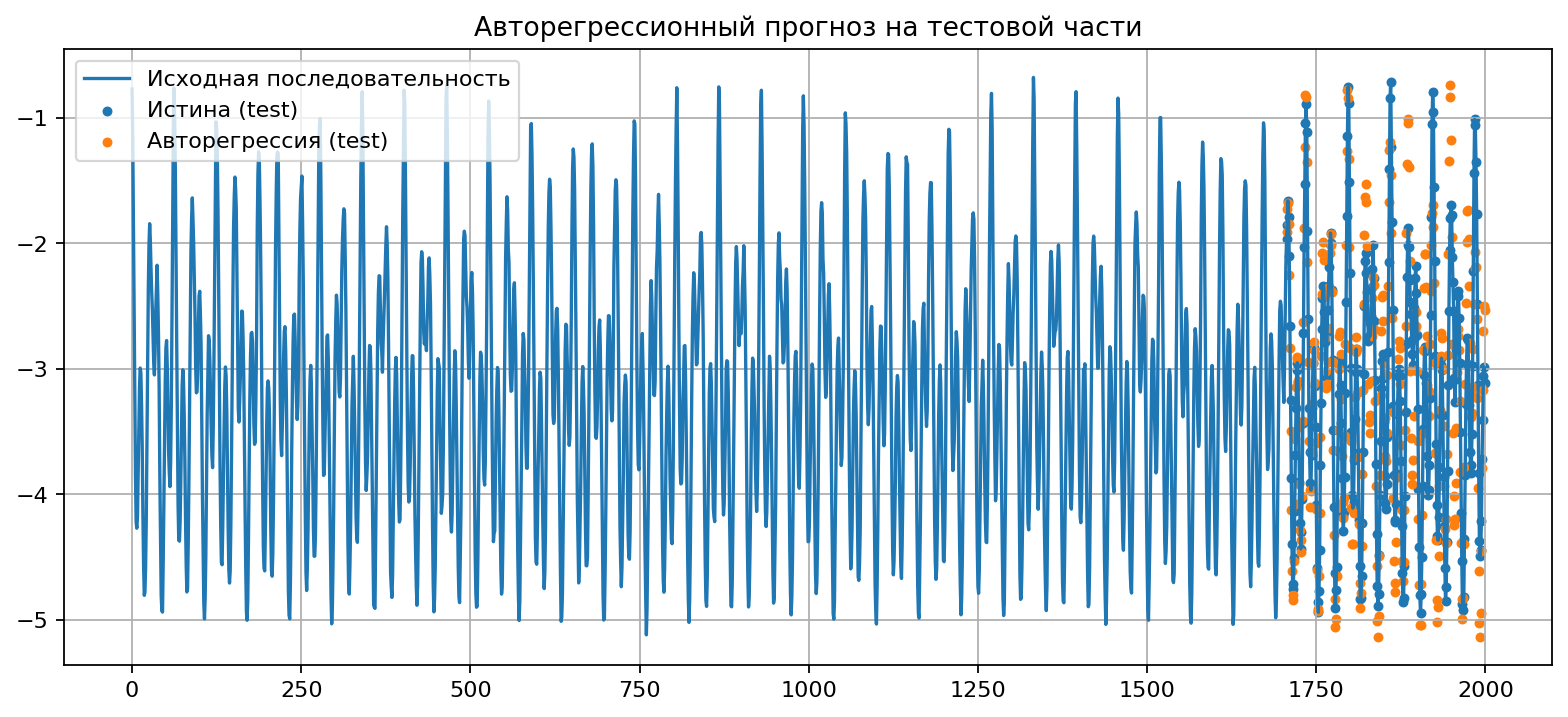 Авторегрессионный прогноз на тестовой части
Исходная последовательность
Истина (test)
Авторегрессия (test)
−1
−2
−3
−4
−5
0 250 500 750 1000 1250 1500 1750 2000